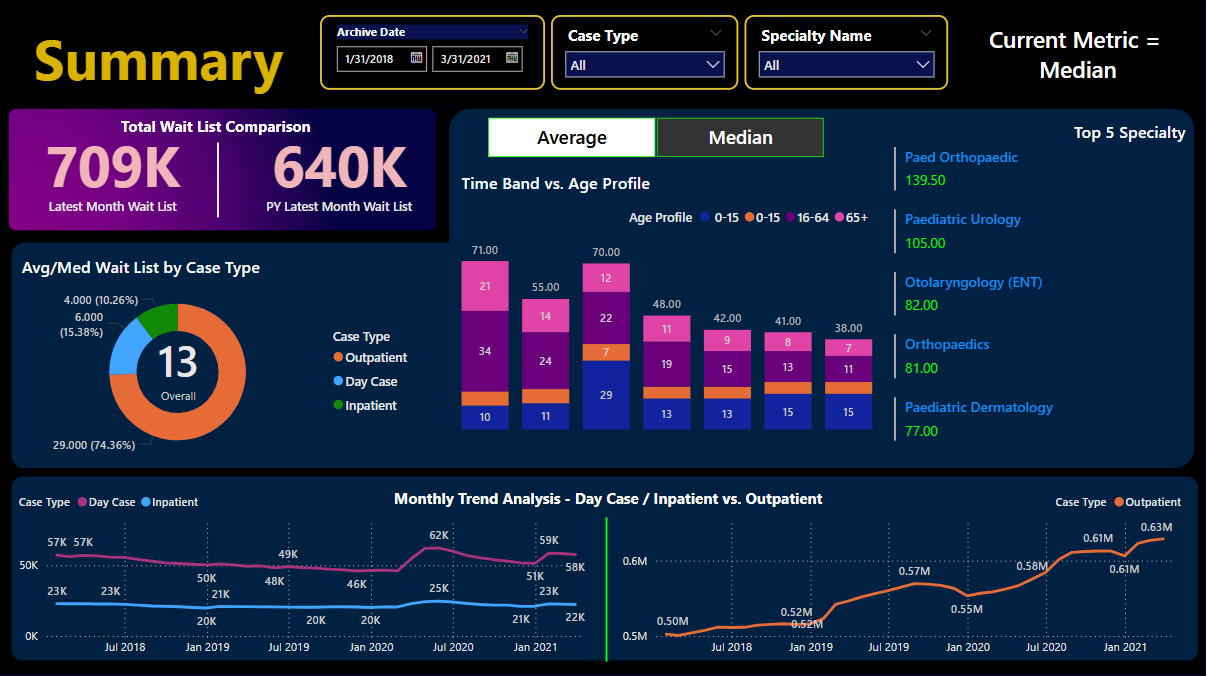 Summary
Archive Date
1/31/2018
3/31/2021
Case Type
All
Specialty Name
All
Current Metric =
Median
Total Wait List Comparison
709K
Latest Month Wait List
640K
PY Latest Month Wait List
Average
Median
Time Band vs. Age Profile
Age Profile 0-15 0-15 16-64 65+
71.00
21
34
10
55.00
14
24
11
70.00
12
22
7
29
48.00
11
19
13
42.00
9
15
13
41.00
8
13
15
38.00
7
11
15
Top 5 Specialty
Paed Orthopaedic
139.50
Paediatric Urology
105.00
Otolaryngology (ENT)
82.00
Orthopaedics
81.00
Paediatric Dermatology
77.00
Avg/Med Wait List by Case Type
4.000 (10.26%)
6.000
(15.38%)
13
Overall
29.000 (74.36%)
Case Type
Outpatient
Day Case
Inpatient
Monthly Trend Analysis - Day Case / Inpatient vs. Outpatient
Case Type Day Case Inpatient
50K
0K
57K 57K
50K
48K
49K
46K
62K
51K
59K
58K
23K
23K
20K
21K
20K
20K
25K
21K
23K
22K
Jul 2018 Jan 2019 Jul 2019 Jan 2020 Jul 2020 Jan 2021
Case Type Outpatient
0.6M
0.5M
0.50M
0.52M
0.52M
0.57M
0.55M
0.58M
0.61M
0.61M
0.63M
Jul 2018 Jan 2019 Jul 2019 Jan 2020 Jul 2020 Jan 2021